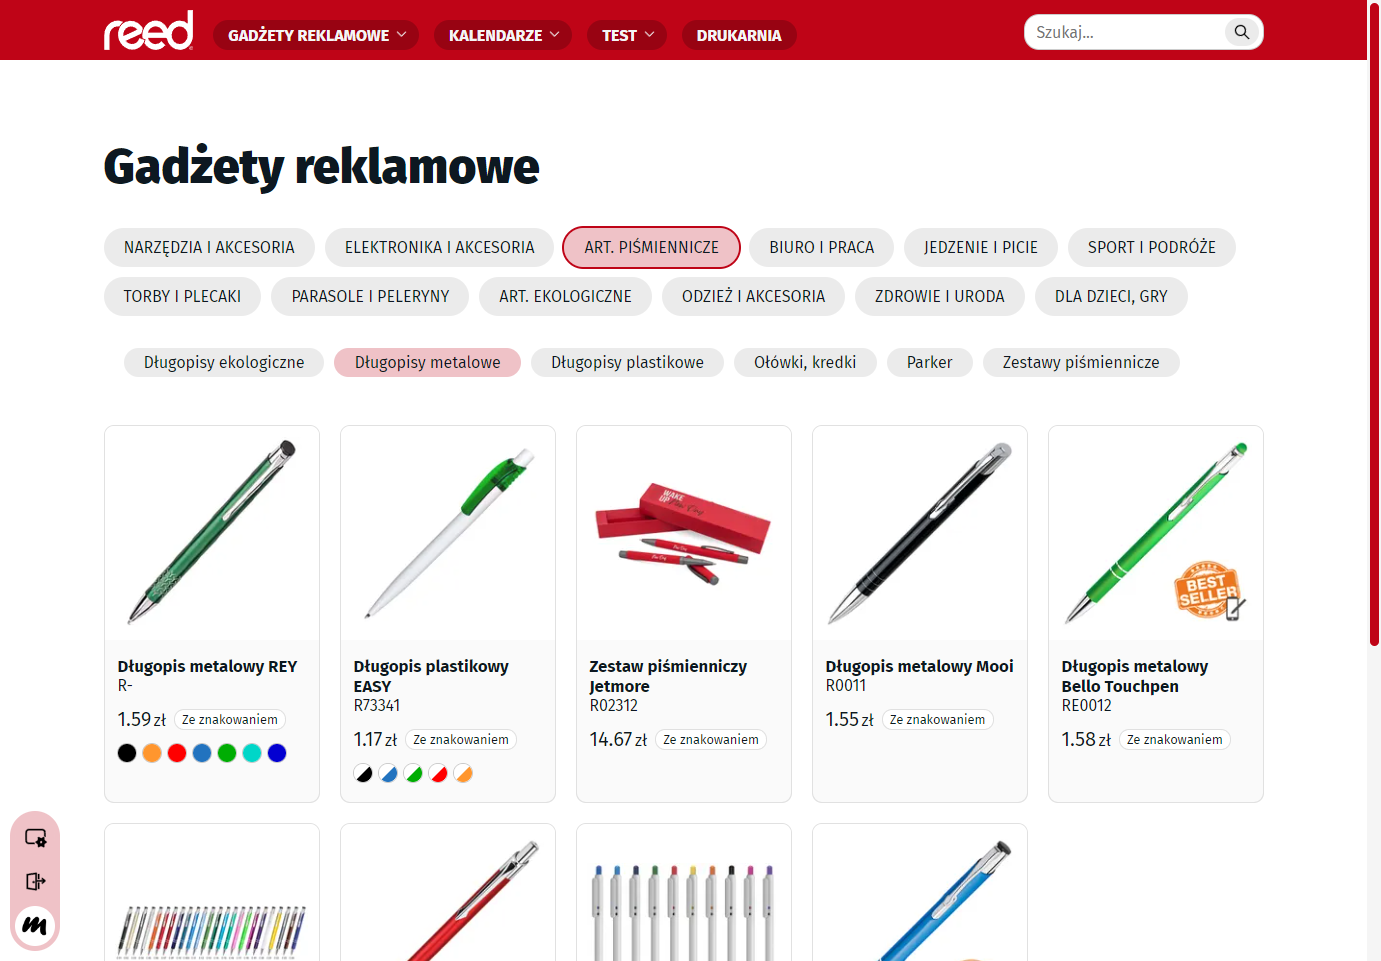 reed
GADŻETY REKLAMOWE
KALENDARZE
TEST
DRUKARNIA
Szukaj...
Gadżety reklamowe
NARZĘDZIA I AKCESORIA
ELEKTRONIKA I AKCESORIA
ART. PIŚMIENNICZE
BIURO I PRACA
JEDZENIE I PICIE
SPORT I PODRÓŻE
TORBY I PLECAKI
PARASOLE I PELERYNY
ART. EKOLOGICZNE
ODZIEŻ I AKCESORIA
ZDROWIE I URODA
DLA DZIECI, GRY
Długopisy ekologiczne
Długopisy metalowe
Długopisy plastikowe
Ołówki, kredki
Parker
Zestawy piśmiennicze
WAKE
UP
BEST
SELLER
Długopis metalowy REY
R-
1.59 zł Ze znakowaniem
Długopis plastikowy
EASY
R73341
1.17 zł Ze znakowaniem
Zestaw piśmienniczy
Jetmore
R02312
14.67 zł Ze znakowaniem
Długopis metalowy Mooi
R0011
1.55 zł Ze znakowaniem
Długopis metalowy
Bello Touchpen
RE0012
1.58 zł Ze znakowaniem
m